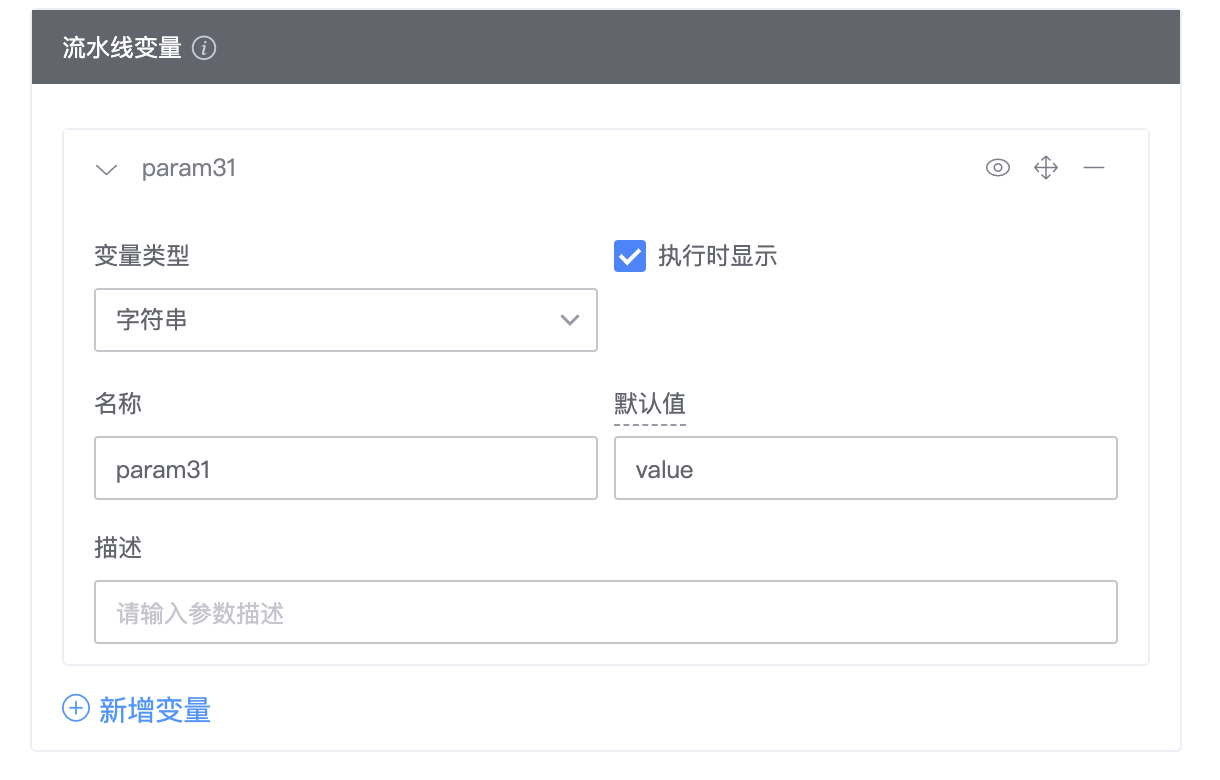 流水线变量
param31
变量类型
执行时显示
字符串
名称
默认值
param31
value
描述
请输入参数描述
新增变量